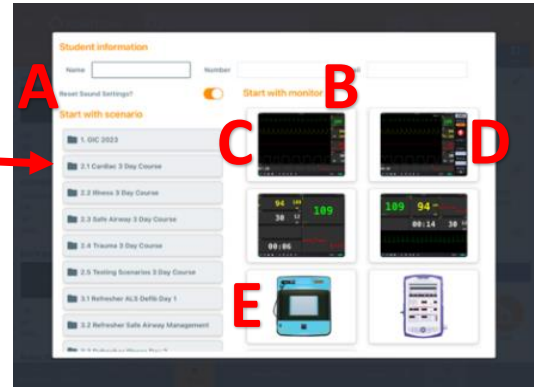 Student information
Name Number
A Reset Sound Settings? Start with monitor B
Start with scenario
1. GIC 2023
C D
2.1 Cardiac 3 Day Course
2.2 Illness 3 Day Course
94 109 109 94
30 12 00:14 30
2.3 Safe Airway 3 Day Course
00:06
2.4 Trauma 3 Day Course
2.5 Testing Scenarios 3 Day Course
E
3.1 Refresher ALS Defib Day 1
3.2 Refresher Safe Airway Management